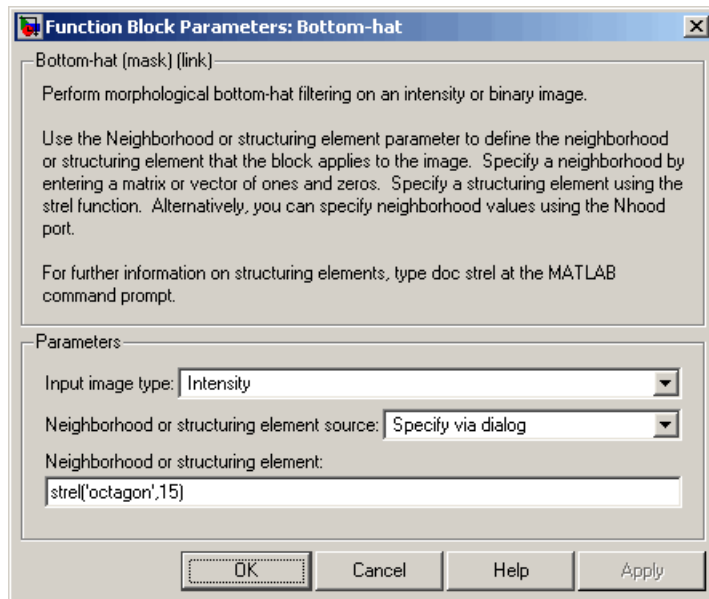 Function Block Parameters: Bottom-hat
Bottom-hat (mask) (link)
Perform morphological bottom-hat filtering on an intensity or binary image.
Use the Neighborhood or structuring element parameter to define the neighborhood
or structuring element that the block applies to the image.  Specify a neighborhood by
entering a matrix or vector of ones and zeros.  Specify a structuring element using the
strel function.  Alternatively, you can specify neighborhood values using the Nhood
port.
For further information on structuring elements, type doc strel at the MATLAB
command prompt.
Parameters
Input image type: Intensity
Neighborhood or structuring element source: Specify via dialog
Neighborhood or structuring element:
strel('octagon',15)
OK Cancel Help Apply